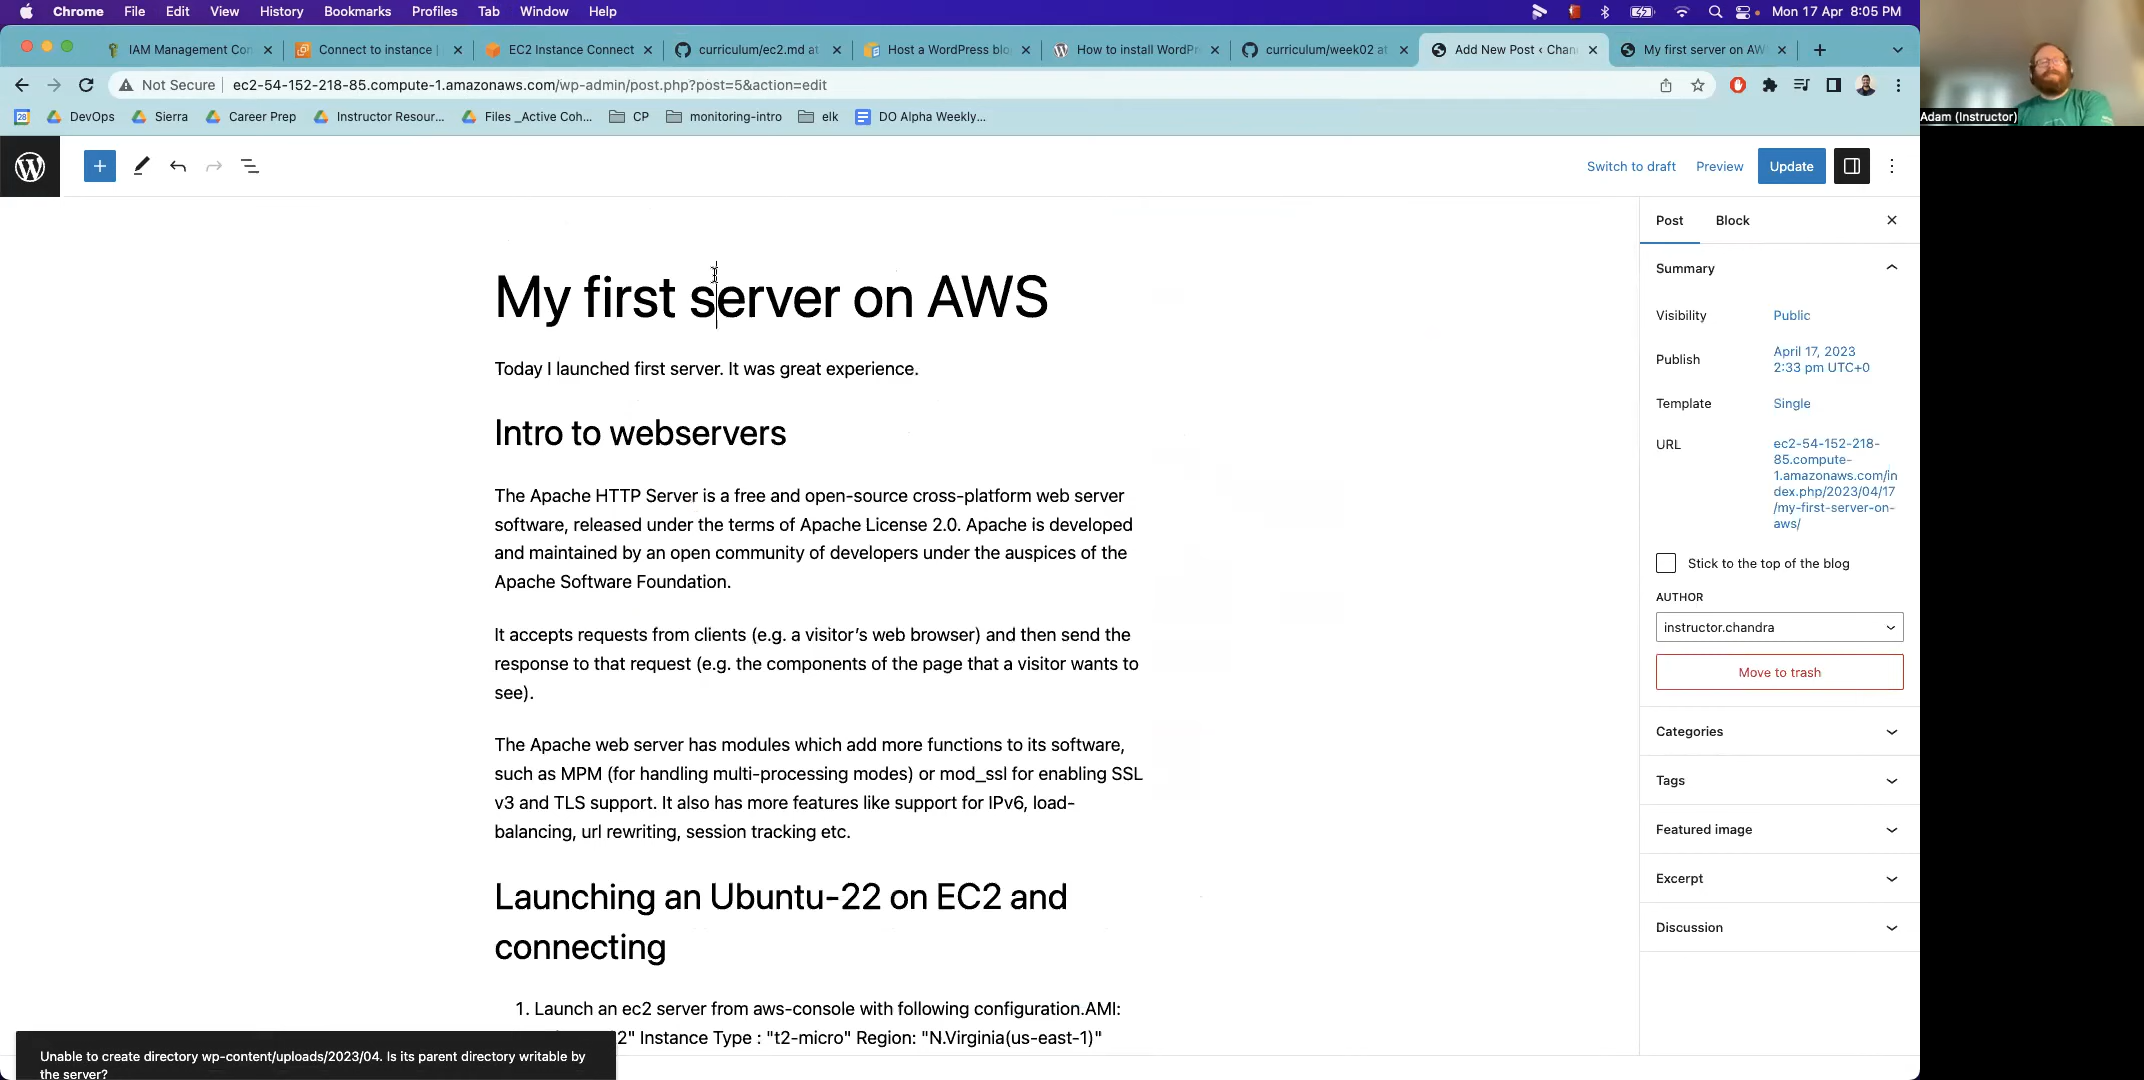 Chrome File Edit View History Bookmarks Profiles Tab Window Help
Mon 17 Apr 8:05 PM
IAM Management Con
Connect to instance |
EC2 Instance Connect
curriculum/ec2.md at
Host a WordPress blo
How to install WordPr
curriculum/week02 at
Add New Post ‹ Chan
My first server on AW
Not Secure
ec2-54-152-218-85.compute-1.amazonaws.com/wp-admin/post.php?post=5&action=edit
28
DevOps
Sierra
Career Prep
Instructor Resour...
Files _Active Coh...
CP
monitoring-intro
elk
DO Alpha Weekly...
Adam (Instructor)
Switch to draft
Preview
Update
My first server on AWS
Today I launched first server. It was great experience.
Intro to webservers
The Apache HTTP Server is a free and open-source cross-platform web server
software, released under the terms of Apache License 2.0. Apache is developed
and maintained by an open community of developers under the auspices of the
Apache Software Foundation.
It accepts requests from clients (e.g. a visitor’s web browser) and then send the
response to that request (e.g. the components of the page that a visitor wants to
see).
The Apache web server has modules which add more functions to its software,
such as MPM (for handling multi-processing modes) or mod_ssl for enabling SSL
v3 and TLS support. It also has more features like support for IPv6, load-
balancing, url rewriting, session tracking etc.
Launching an Ubuntu-22 on EC2 and
connecting
1. Launch an ec2 server from aws-console with following configuration.AMI:
2" Instance Type : "t2-micro" Region: "N.Virginia(us-east-1)"
Unable to create directory wp-content/uploads/2023/04. Is its parent directory writable by
the server?
Post
Block
Summary
Visibility
Public
Publish
April 17, 2023
2:33 pm UTC+0
Template
Single
URL
ec2-54-152-218-
85.compute-
1.amazonaws.com/in
dex.php/2023/04/17
/my-first-server-on-
aws/
Stick to the top of the blog
AUTHOR
instructor.chandra
Move to trash
Categories
Tags
Featured image
Excerpt
Discussion